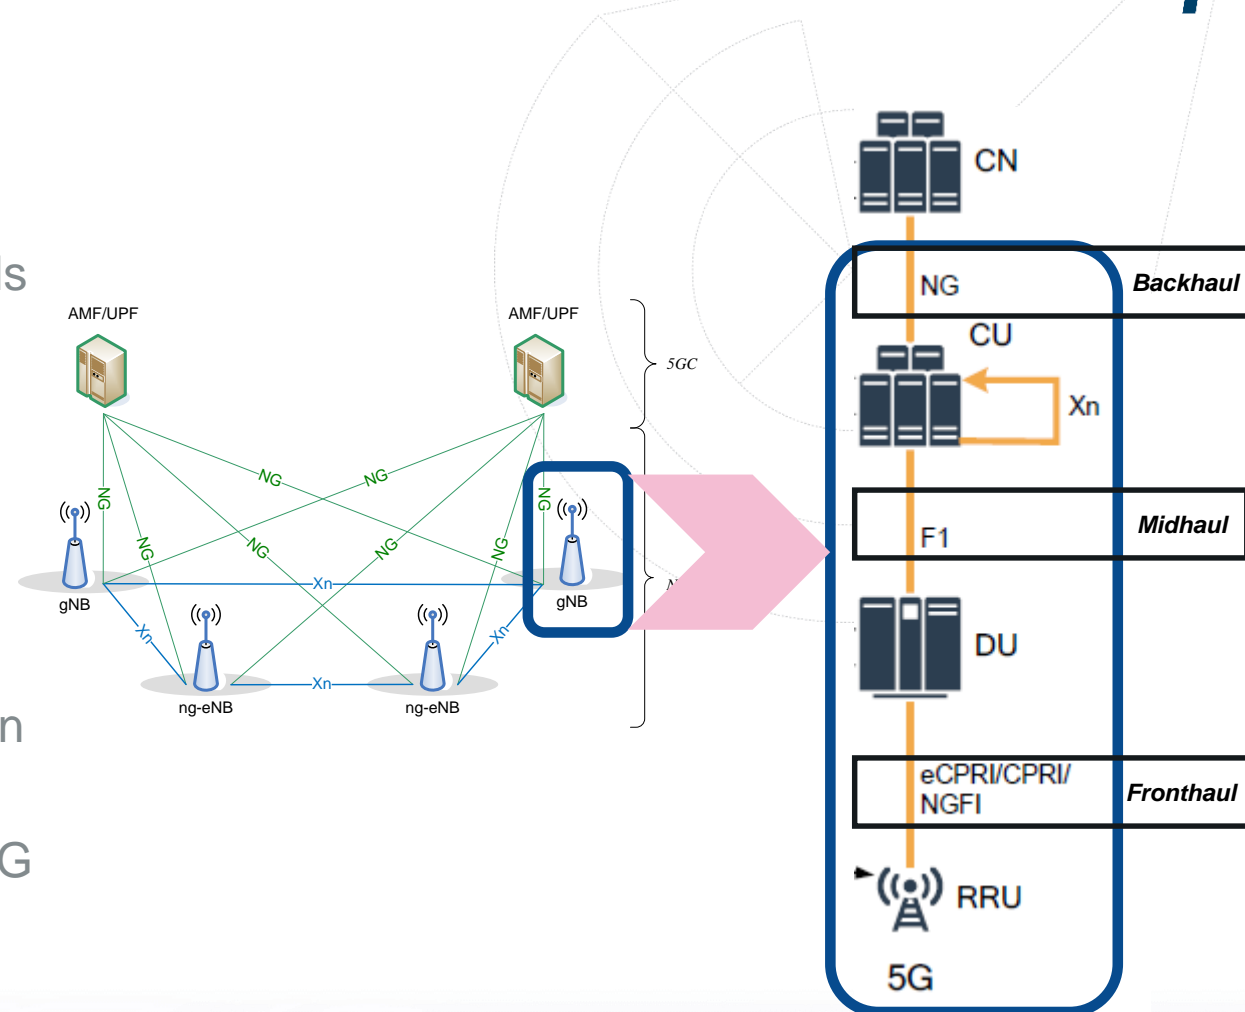 ls
n
G
AMF/UPF
AMF/UPF
5GC
NG
NG
NG
NG
NG
NG
NG
NG
Xn
gNB
gNB
Xn
Xn
Xn
ng-eNB
ng-eNB
CN
NG
Backhaul
CU
Xn
F1
Midhaul
DU
eCPRI/CPRI/
NGFI
Fronthaul
RRU
5G